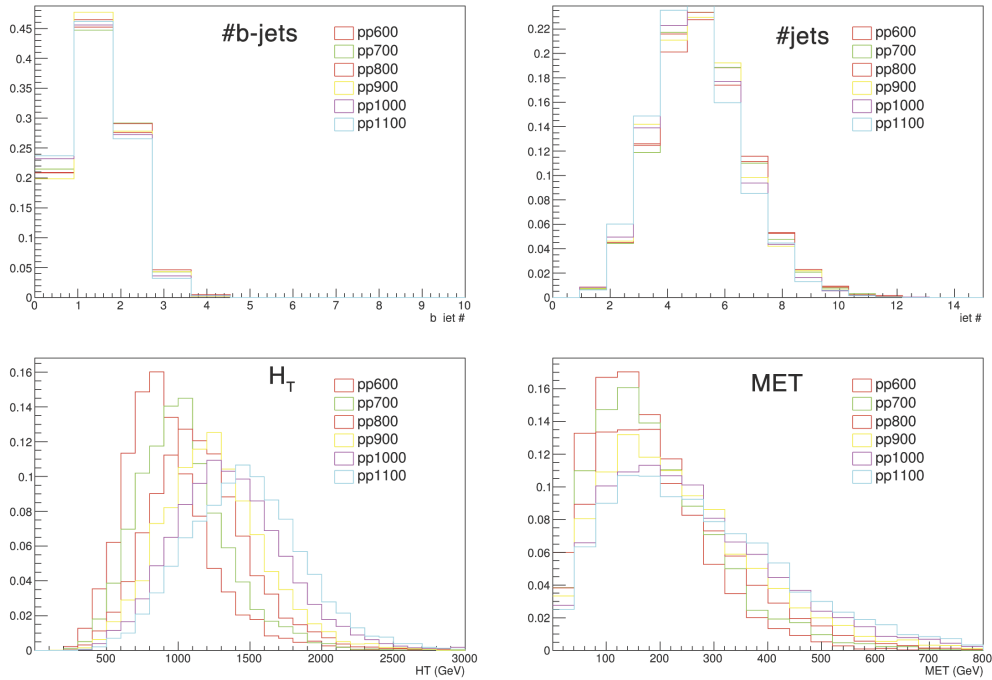 #b-jets
pp600
pp700
pp800
pp900
pp1000
pp1100
0.45
0.4
0.35
0.3
0.25
0.2
0.15
0.1
0.05
0
0 1 2 3 4 5 6 7 8 9 10
b iet #
#jets
pp600
pp700
pp800
pp900
pp1000
pp1100
0.22
0.2
0.18
0.16
0.14
0.12
0.1
0.08
0.06
0.04
0.02
0
0 2 4 6 8 10 12 14
iet #
HT
pp600
pp700
pp800
pp900
pp1000
pp1100
0.16
0.14
0.12
0.1
0.08
0.06
0.04
0.02
0
0 500 1000 1500 2000 2500 3000
HT (GeV)
MET
pp600
pp700
pp800
pp900
pp1000
pp1100
0.16
0.14
0.12
0.1
0.08
0.06
0.04
0.02
0
100 200 300 400 500 600 700 800
MET (GeV)